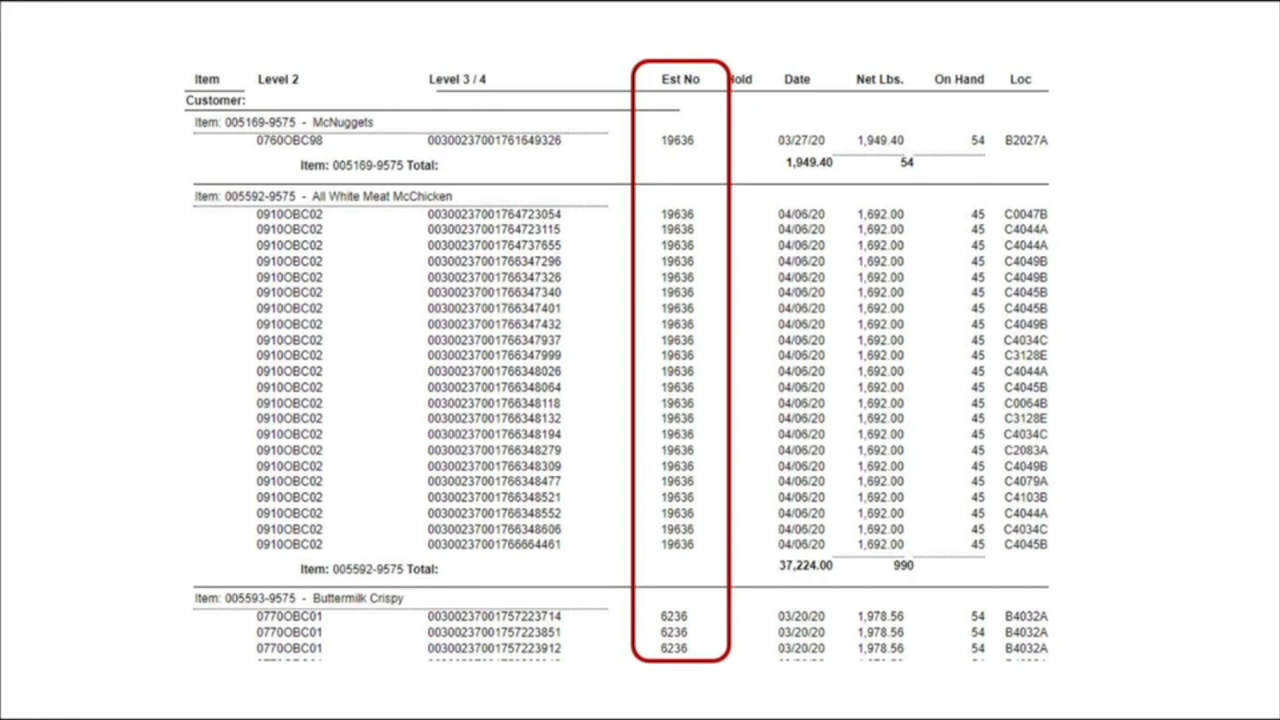 Item Level 2 Level 3 / 4 Est No Hold Date Net Lbs. On Hand Loc
Customer:
Item: 005169-9575 - McNuggets
0760OBC98 00300237001761649326 19636 03/27/20 1,949.40 54 B2027A
Item: 005169-9575 Total: 1,949.40 54
Item: 005592-9575 - All White Meat McChicken
0910OBC02 00300237001764723054 19636 04/06/20 1,692.00 45 C0047B
0910OBC02 00300237001764723115 19636 04/06/20 1,692.00 45 C4044A
0910OBC02 00300237001764737655 19636 04/06/20 1,692.00 45 C4044A
0910OBC02 00300237001766347296 19636 04/06/20 1,692.00 45 C4049B
0910OBC02 00300237001766347326 19636 04/06/20 1,692.00 45 C4049B
0910OBC02 00300237001766347340 19636 04/06/20 1,692.00 45 C4045B
0910OBC02 00300237001766347401 19636 04/06/20 1,692.00 45 C4045B
0910OBC02 00300237001766347432 19636 04/06/20 1,692.00 45 C4049B
0910OBC02 00300237001766347937 19636 04/06/20 1,692.00 45 C4034C
0910OBC02 00300237001766347999 19636 04/06/20 1,692.00 45 C3128E
0910OBC02 00300237001766348026 19636 04/06/20 1,692.00 45 C4044A
0910OBC02 00300237001766348064 19636 04/06/20 1,692.00 45 C4045B
0910OBC02 00300237001766348118 19636 04/06/20 1,692.00 45 C0064B
0910OBC02 00300237001766348132 19636 04/06/20 1,692.00 45 C3128E
0910OBC02 00300237001766348194 19636 04/06/20 1,692.00 45 C4034C
0910OBC02 00300237001766348279 19636 04/06/20 1,692.00 45 C2083A
0910OBC02 00300237001766348309 19636 04/06/20 1,692.00 45 C4049B
0910OBC02 00300237001766348477 19636 04/06/20 1,692.00 45 C4079A
0910OBC02 00300237001766348521 19636 04/06/20 1,692.00 45 C4103B
0910OBC02 00300237001766348552 19636 04/06/20 1,692.00 45 C4044A
0910OBC02 00300237001766348606 19636 04/06/20 1,692.00 45 C4034C
0910OBC02 00300237001766664461 19636 04/06/20 1,692.00 45 C4045B
Item: 005592-9575 Total: 37,224.00 990
Item: 005593-9575 - Buttermilk Crispy
0770OBC01 00300237001757223714 6236 03/20/20 1,978.56 54 B4032A
0770OBC01 00300237001757223851 6236 03/20/20 1,978.56 54 B4032A
0770OBC01 00300237001757223912 6236 03/20/20 1,978.56 54 B4032A